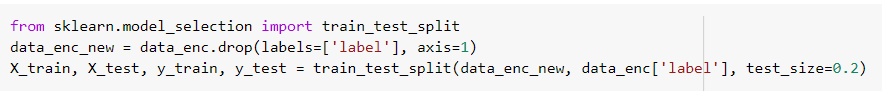 from sklearn.model_selection import train_test_split
data_enc_new = data_enc.drop(labels=['label'], axis=1)
X_train, X_test, y_train, y_test = train_test_split(data_enc_new, data_enc['label'], test_size=0.2)